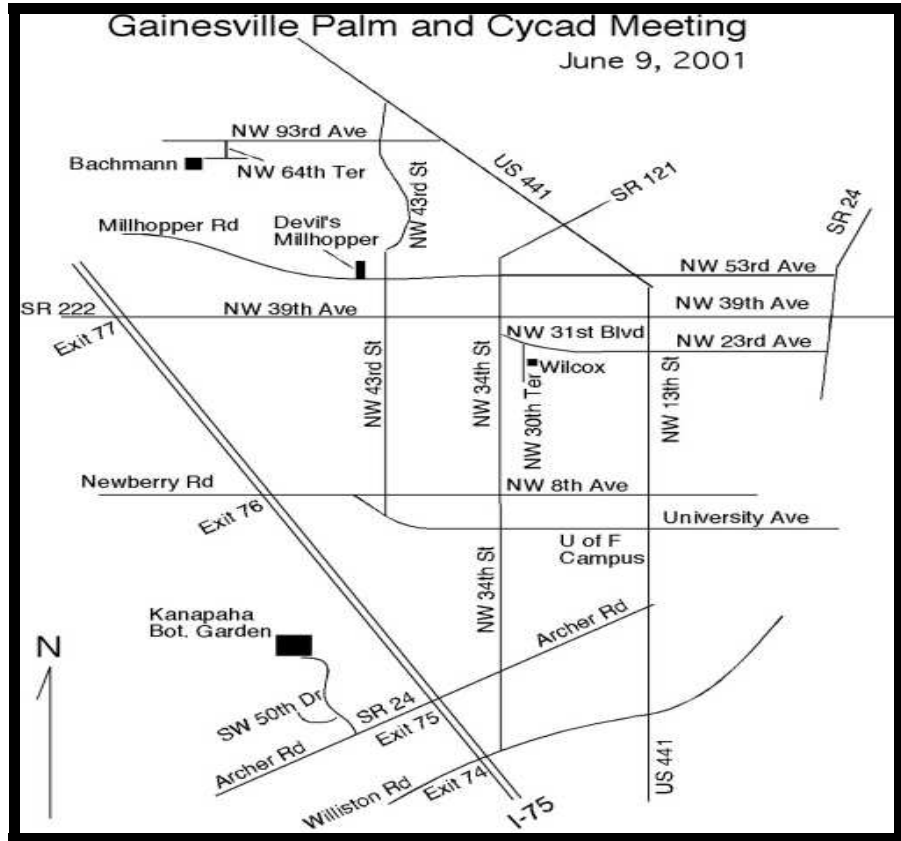 Gainesville Palm and Cycad Meeting
June 9, 2001
NW 93rd Ave
Bachmann
NW 64th Ter
US 441
SR 121
NW 43rd St
SR 24
Millhopper Rd
Devil's
Millhopper
NW 53rd Ave
SR 222
NW 39th Ave
NW 39th Ave
Exit 77
NW 31st Blvd
NW 23rd Ave
NW 43rd St
NW 34th St
Wilcox
NW 30th Ter
NW 13th St
Newberry Rd
Exit 76
NW 8th Ave
University Ave
U of F
Campus
NW 34th St
Kanapaha
Bot. Garden
Archer Rd
N
SW 50th Dr
SR 24
Exit 75
Archer Rd
US 441
Williston Rd
Exit 74
I-75